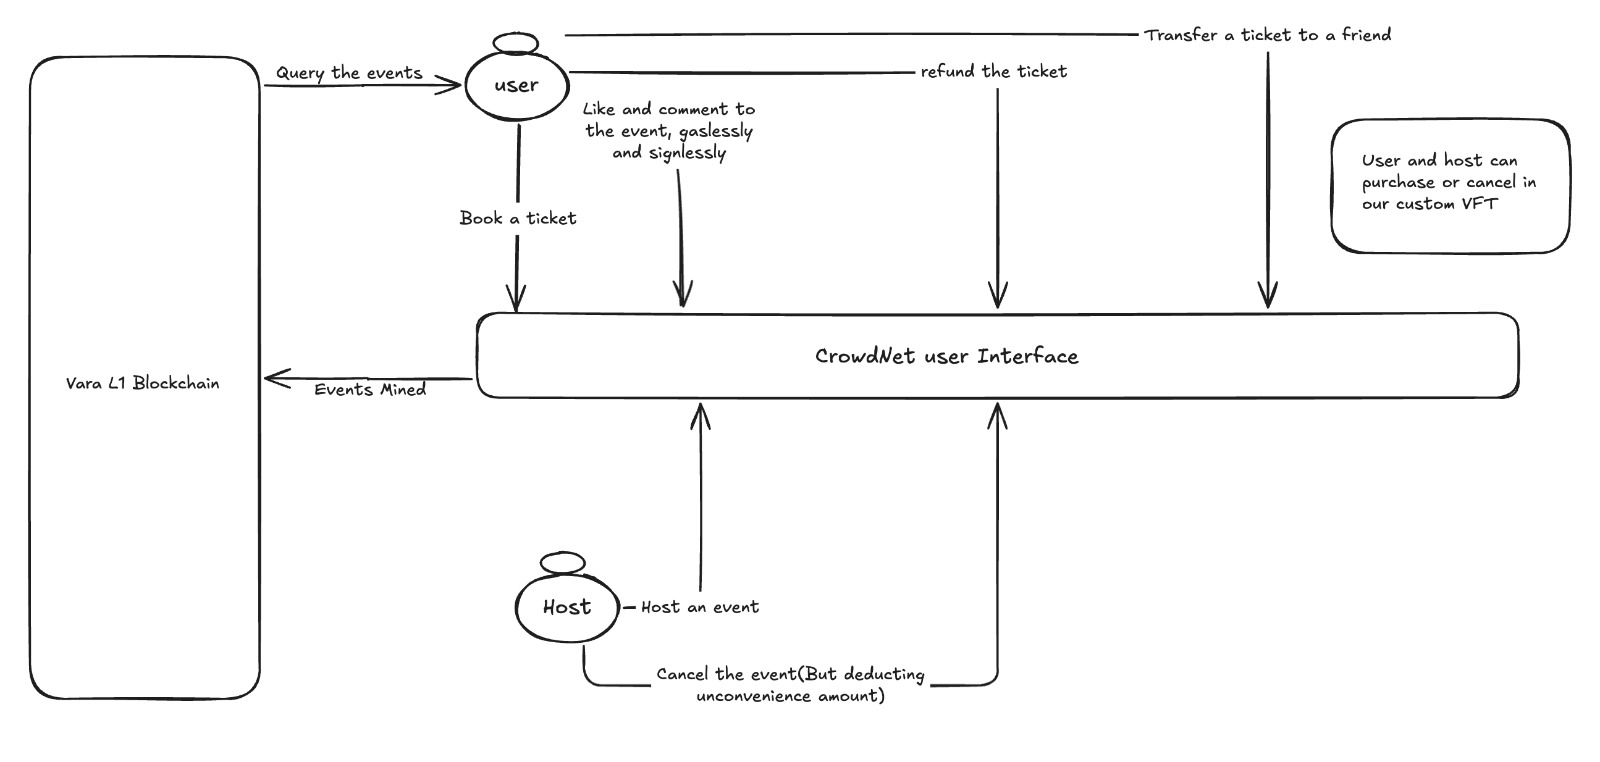 Transfer a ticket to a friend
Query the events
user
refund the ticket
Like and comment to
the event, gaslessly
and signlessly
User and host can
purchase or cancel in
our custom VFT
Book a ticket
CrowdNet user Interface
Vara L1 Blockchain
Events Mined
Host
Host an event
Cancel the event(But deducting
unconvenience amount)